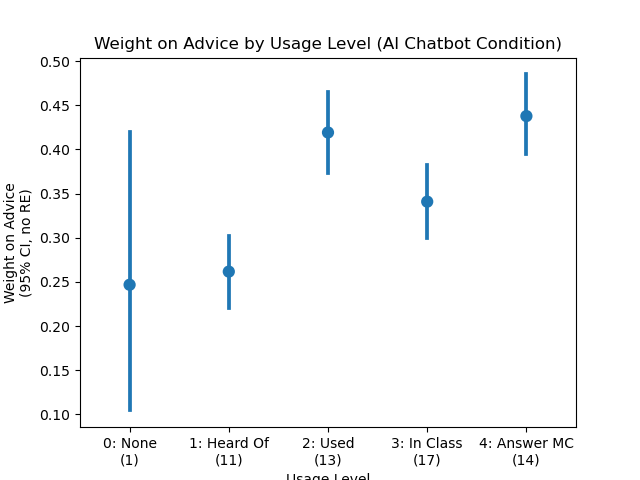 Weight on Advice by Usage Level (AI Chatbot Condition)
Weight on Advice
(95% CI, no RE)
0.50
0.45
0.40
0.35
0.30
0.25
0.20
0.15
0.10
0: None
(1)
1: Heard Of
(11)
2: Used
(13)
3: In Class
(17)
4: Answer MC
(14)
Usage Level